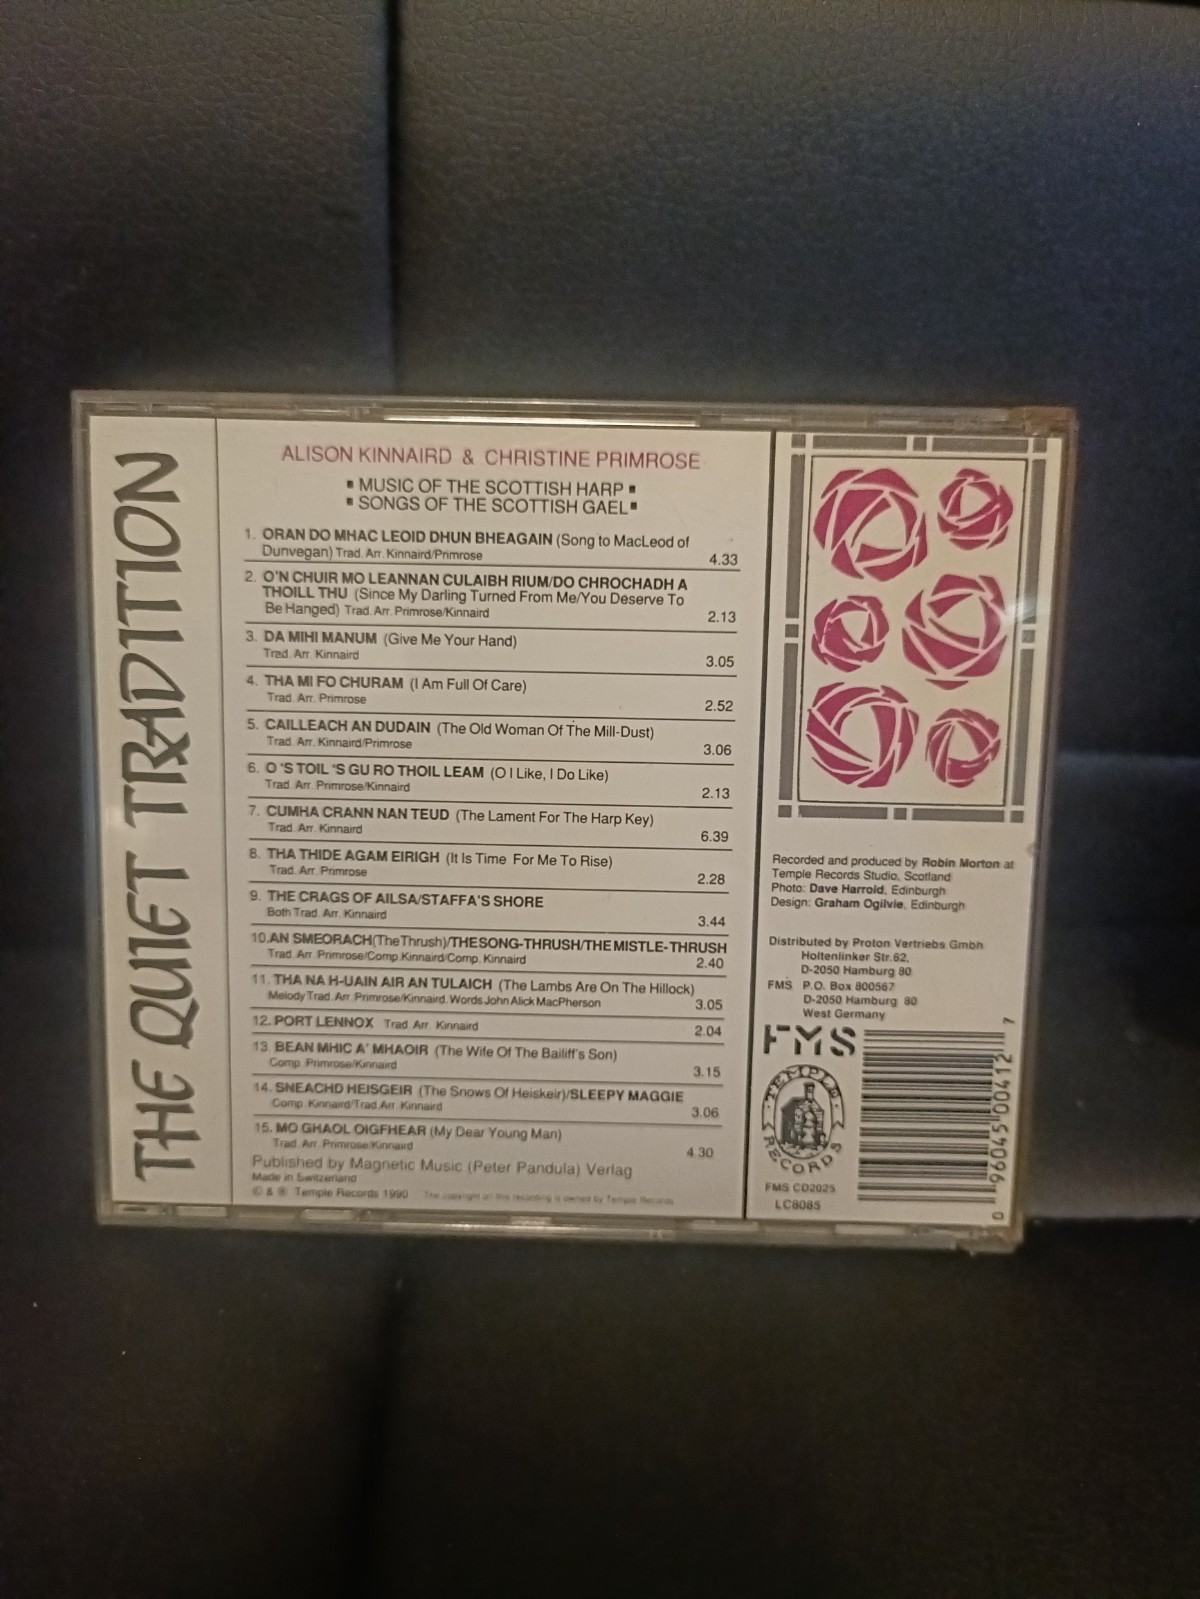 THE QUIET TRADITION
ALISON KINNAIRD & CHRISTINE PRIMROSE
▪ MUSIC OF THE SCOTTISH HARP ▪
▪ SONGS OF THE SCOTTISH GAEL ▪
1. ORAN DO MHAC LEOID DHUN BHEAGAIN (Song to MacLeod of
Dunvegan) Trad. Arr. Kinnaird/Primrose 4.33
2. O'N CHUIR MO LEANNAN CULAIBH RIUM/DO CHROCHADH A
THOILL THU (Since My Darling Turned From Me/You Deserve To
Be Hanged) Trad. Arr. Primrose/Kinnaird 2.13
3. DA MIHI MANUM (Give Me Your Hand)
Trad. Arr. Kinnaird 3.05
4. THA MI FO CHURAM (I Am Full Of Care)
Trad. Arr. Primrose 2.52
5. CAILLEACH AN DUDAIN (The Old Woman Of The Mill-Dust)
Trad. Arr. Kinnaird/Primrose 3.06
6. O 'S TOIL 'S GU RO THOIL LEAM (O I Like, I Do Like)
Trad. Arr. Primrose/Kinnaird 2.13
7. CUMHA CRANN NAN TEUD (The Lament For The Harp Key)
Trad. Arr. Kinnaird 6.39
8. THA THIDE AGAM EIRIGH (It Is Time For Me To Rise)
Trad. Arr. Primrose 2.28
9. THE CRAGS OF AILSA/STAFFA'S SHORE
Both Trad. Arr. Kinnaird 3.44
10. AN SMEORACH (The Thrush)/THE SONG-THRUSH/THE MISTLE-THRUSH
Trad. Arr. Primrose/Comp. Kinnaird/Comp. Kinnaird 2.40
11. THA NA H-UAIN AIR AN TULAICH (The Lambs Are On The Hillock)
Melody Trad. Arr. Primrose/Kinnaird. Words John Alick MacPherson 3.05
12. PORT LENNOX Trad. Arr. Kinnaird 2.04
13. BEAN MHIC A' MHAOIR (The Wife Of The Bailiff's Son)
Comp. Primrose/Kinnaird 3.15
14. SNEACHD HEISGEIR (The Snows Of Heiskeir)/SLEEPY MAGGIE
Comp. Kinnaird/Trad. Arr. Kinnaird 3.06
15. MO GHAOL OIGFHEAR (My Dear Young Man)
Trad. Arr. Primrose/Kinnaird 4.30
Published by Magnetic Music (Peter Pandula) Verlag
Made in Switzerland
© & ℗ Temple Records 1990 The copyright on this recording is owned by Temple Records
Recorded and produced by Robin Morton at
Temple Records Studio, Scotland
Photo: Dave Harrold, Edinburgh
Design: Graham Ogilvie, Edinburgh
Distributed by Proton Vertriebs Gmbh
Holtenlinker Str. 62,
D-2050 Hamburg 80
FMS P.O. Box 800567
D-2050 Hamburg 80
West Germany
FMS
TEMPLE RECORDS
FMS CD2025
LC8085
0 96045 00412 7